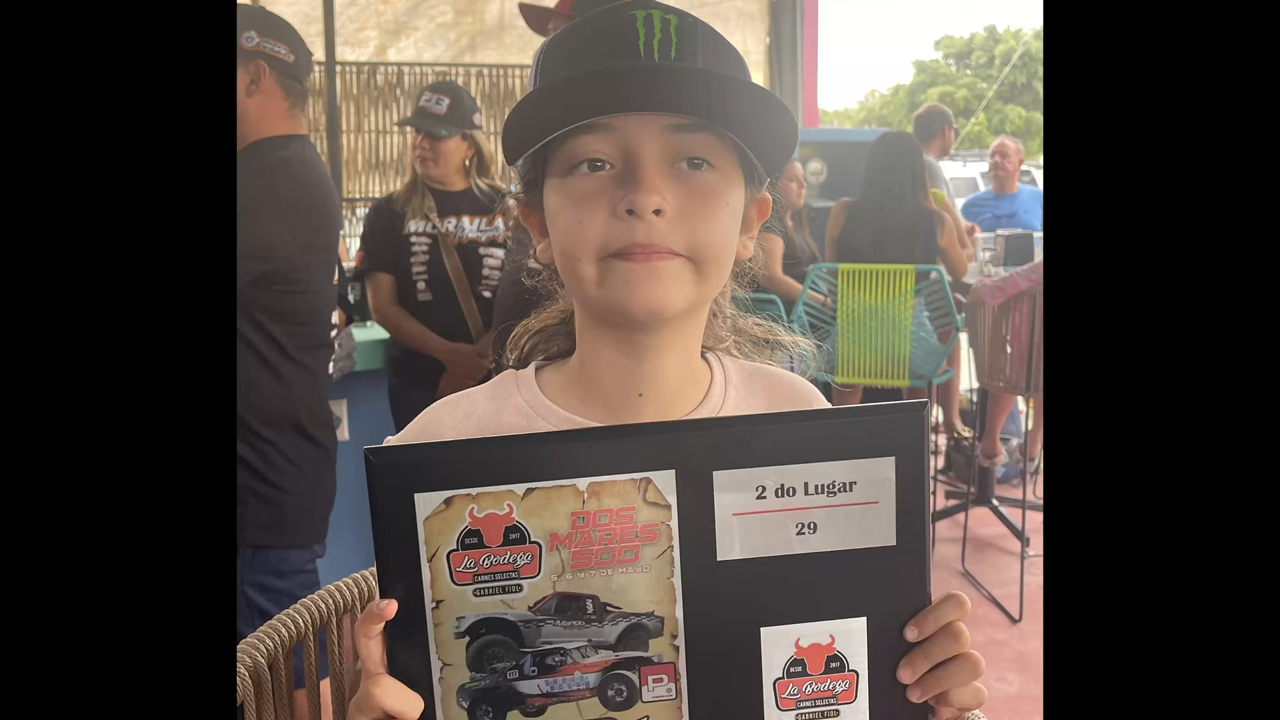 MORALA
DESDE 2017
La Bodega
CARNES SELECTAS
GABRIEL FIOL
DOS
MARES
500
5, 6 Y 7 DE MAYO
P
2 do Lugar
29
DESDE 2017
La Bodega
CARNES SELECTAS
GABRIEL FIOL